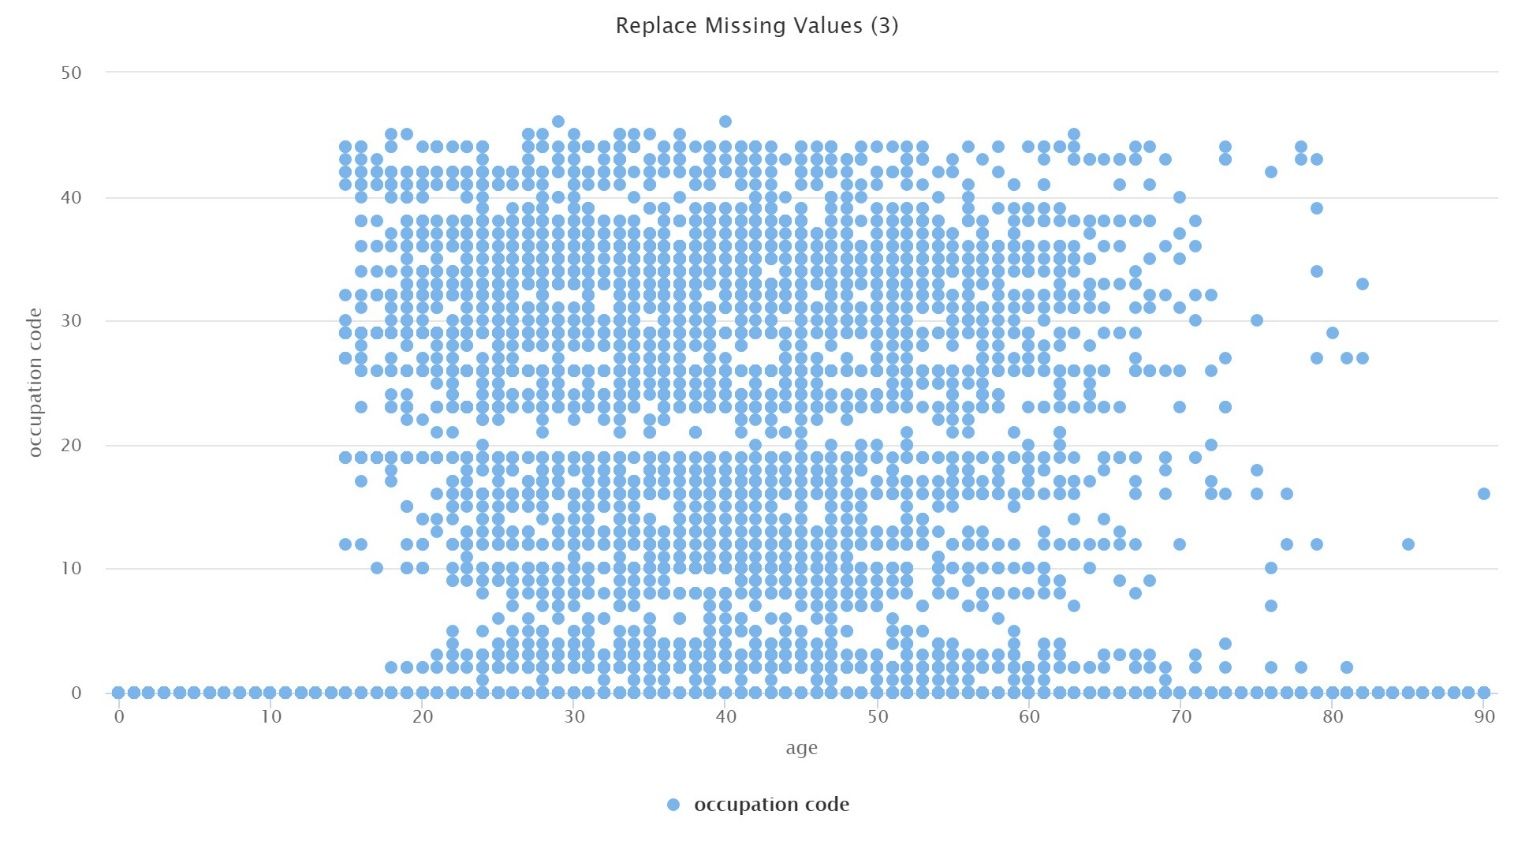 Replace Missing Values (3)
50
40
30
20
10
0
occupation code
0 10 20 30 40 50 60 70 80 90
age
occupation code